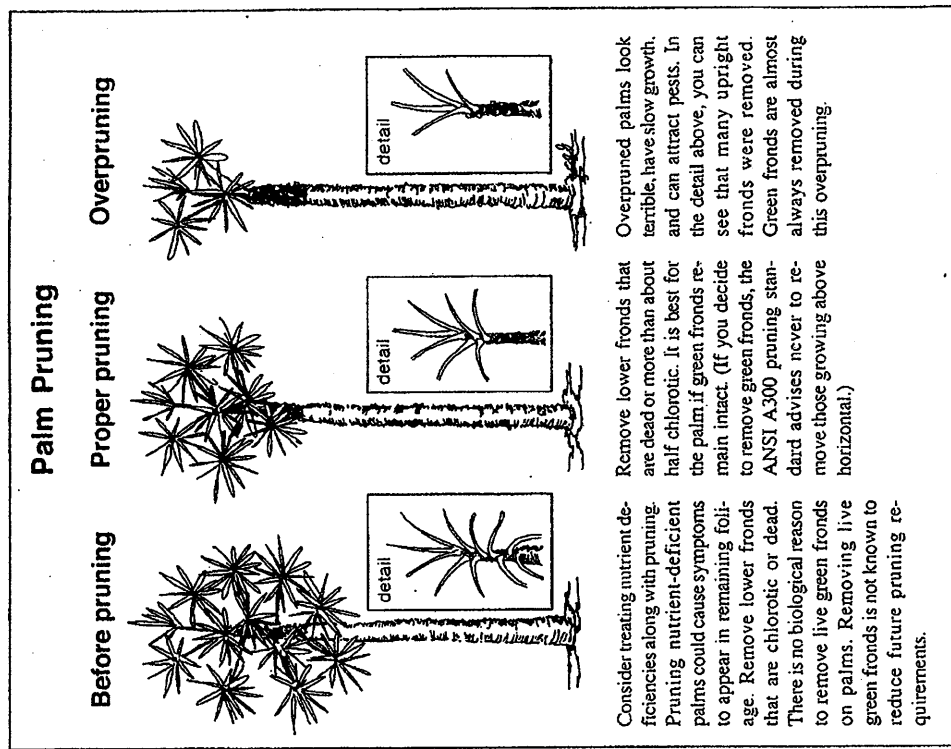 Palm Pruning
Before pruning
Proper pruning
Overpruning
detail
detail
detail
Consider treating nutrient de-
ficiencies along with pruning.
Pruning nutrient-deficient
palms could cause symptoms
to appear in remaining foli-
age. Remove lower fronds
that are chlorotic or dead.
There is no biological reason
to remove live green fronds
on palms. Removing live
green fronds is not known to
reduce future pruning re-
quirements.
Remove lower fronds that
are dead or more than about
half chlorotic. It is best for
the palm if green fronds re-
main intact. (If you decide
to remove green fronds, the
ANSI A300 pruning stan-
dard advises never to re-
move those growing above
horizontal.)
Overpruned palms look
terrible, have slow growth,
and can attract pests. In
the detail above, you can
see that many upright
fronds were removed.
Green fronds are almost
always removed during
this overpruning.